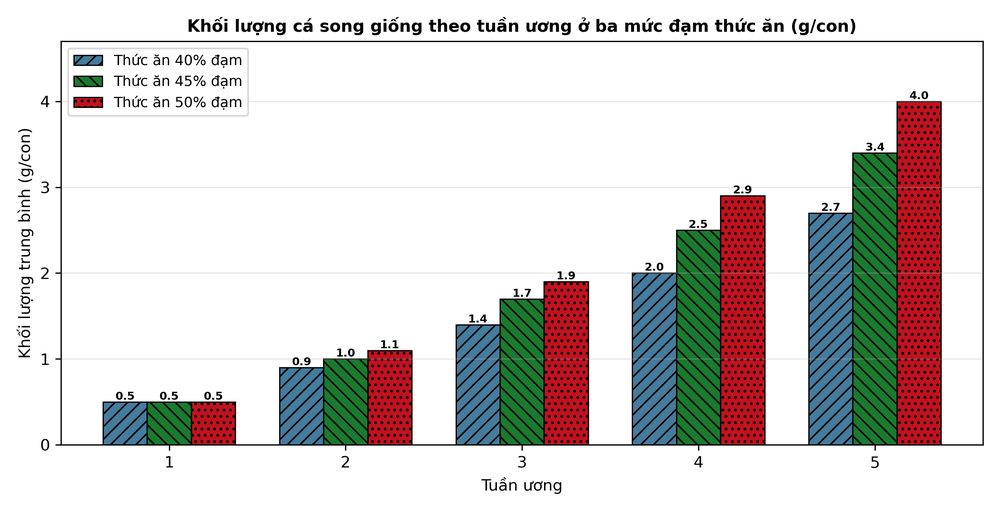 Khối lượng cá song giống theo tuần ương ở ba mức đạm thức ăn (g/con)
Thức ăn 40% đạm
Thức ăn 45% đạm
Thức ăn 50% đạm
Khối lượng trung bình (g/con)
4
3
2
1
0
0.5 0.5 0.5
0.9 1.0 1.1
1.4 1.7 1.9
2.0 2.5 2.9
2.7 3.4 4.0
1 2 3 4 5
Tuần ương